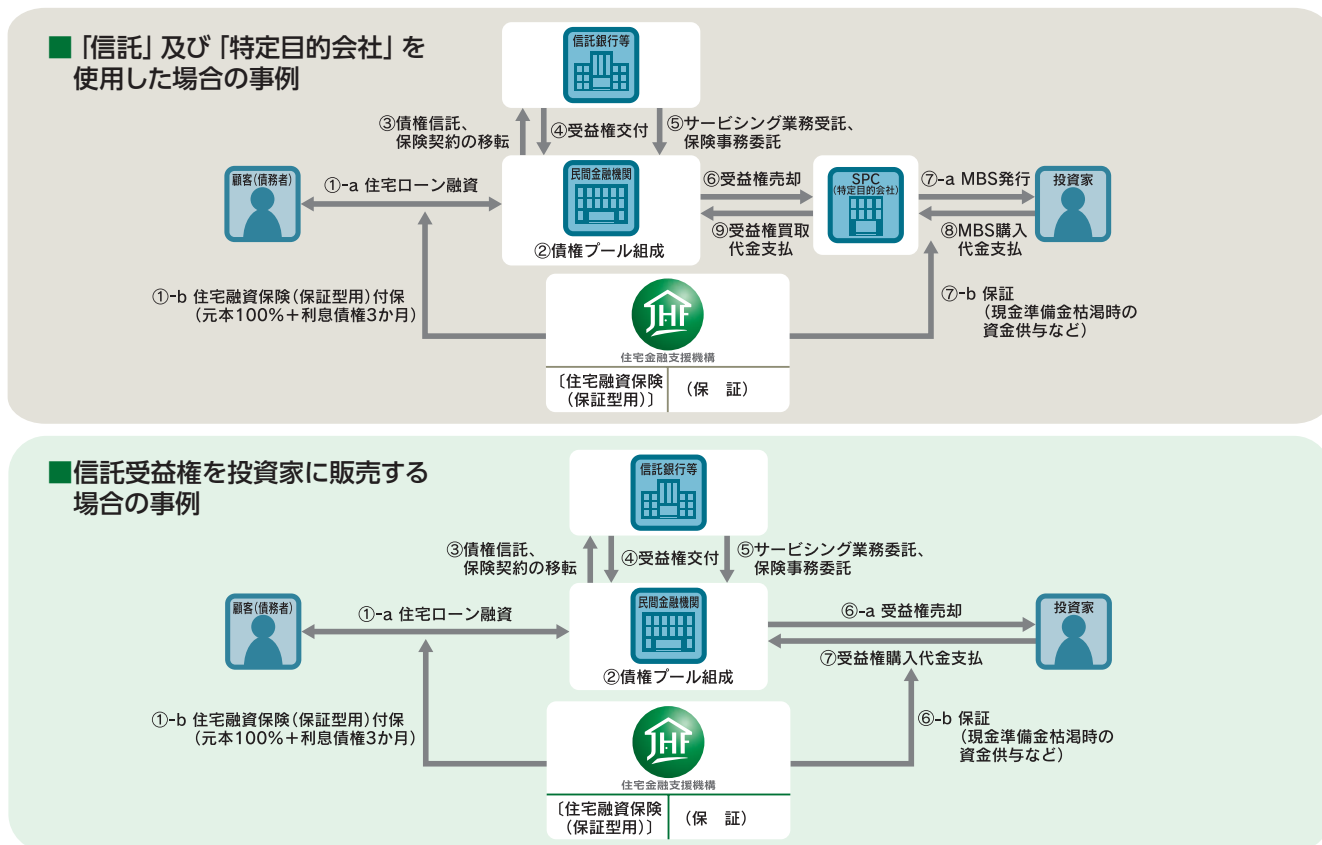 ■「信託」及び「特定目的会社」を
使用した場合の事例
信託銀行等
③債権信託、
保険契約の移転
④受益権交付
⑤サービシング業務受託、
保険事務委託
顧客(債務者)
①-a 住宅ローン融資
民間金融機関
②債権プール組成
⑥受益権売却
⑨受益権買取
代金支払
SPC
(特定目的会社)
⑦-a MBS発行
⑧MBS購入
代金支払
投資家
①-b 住宅融資保険(保証型用)付保
(元本100%+利息債権3か月)
JHF
住宅金融支援機構
〔住宅融資保険
(保証型用)〕
(保 証)
⑦-b 保証
(現金準備金枯渇時の
資金供与など)
■信託受益権を投資家に販売する
場合の事例
信託銀行等
③債権信託、
保険契約の移転
④受益権交付
⑤サービシング業務委託、
保険事務委託
顧客(債務者)
①-a 住宅ローン融資
民間金融機関
②債権プール組成
⑥-a 受益権売却
⑦受益権購入代金支払
投資家
①-b 住宅融資保険(保証型用)付保
(元本100%+利息債権3か月)
JHF
住宅金融支援機構
〔住宅融資保険
(保証型用)〕
(保 証)
⑥-b 保証
(現金準備金枯渇時の
資金供与など)